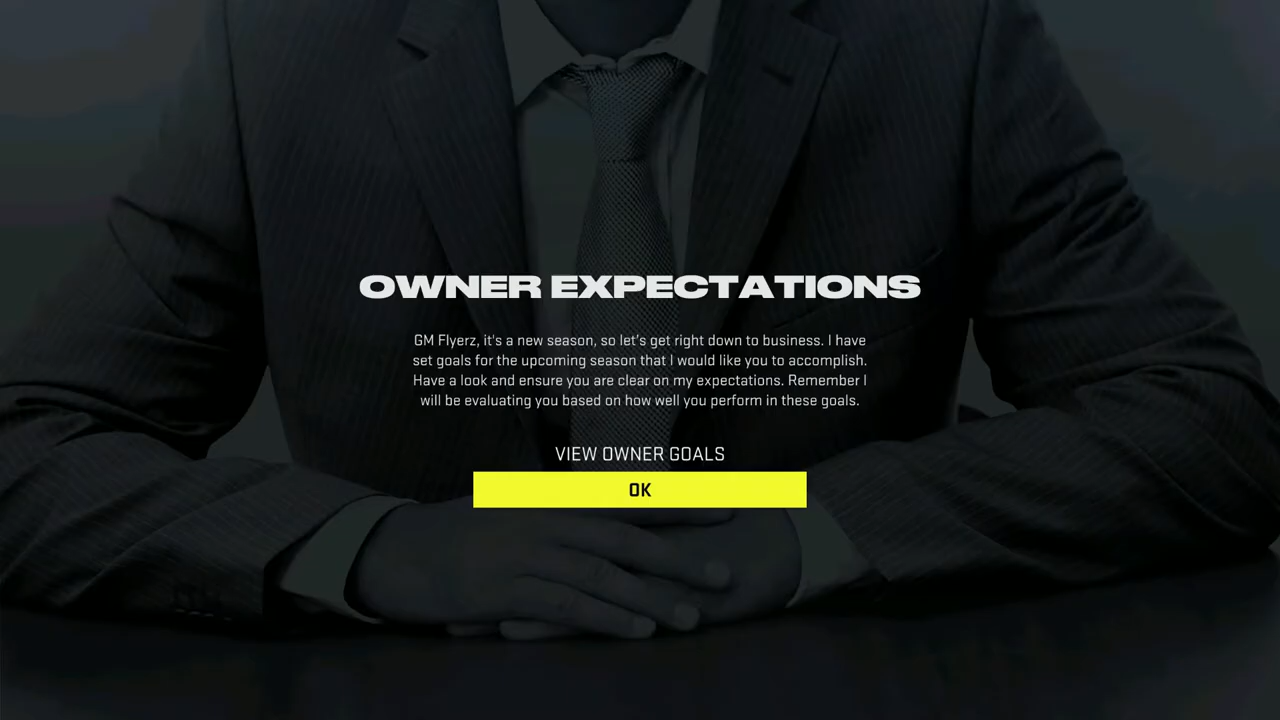 OWNER EXPECTATIONS
GM Flyerz, it's a new season, so let's get right down to business. I have
set goals for the upcoming season that I would like you to accomplish.
Have a look and ensure you are clear on my expectations. Remember I
will be evaluating you based on how well you perform in these goals.
VIEW OWNER GOALS
OK